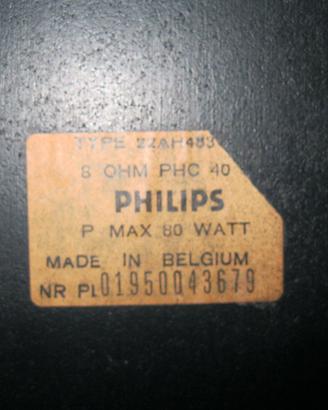 TYPE 22AH483
8 OHM PHC 40
PHILIPS
P MAX 80 WATT
MADE IN BELGIUM
NR PL01950043679